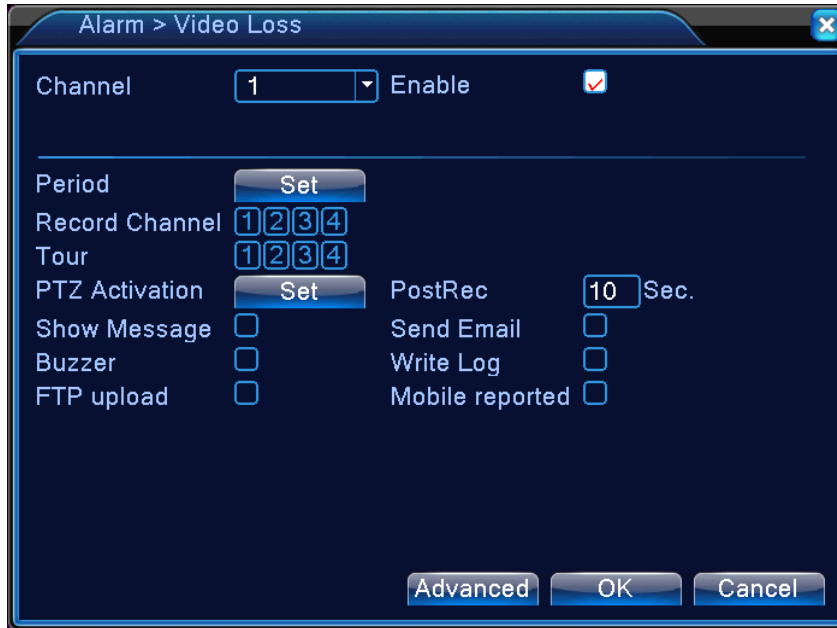 Alarm > Video Loss
Channel 1 Enable
Period Set
Record Channel 1 2 3 4
Tour 1 2 3 4
PTZ Activation Set PostRec 10 Sec.
Show Message Send Email
Buzzer Write Log
FTP upload Mobile reported
Advanced OK Cancel